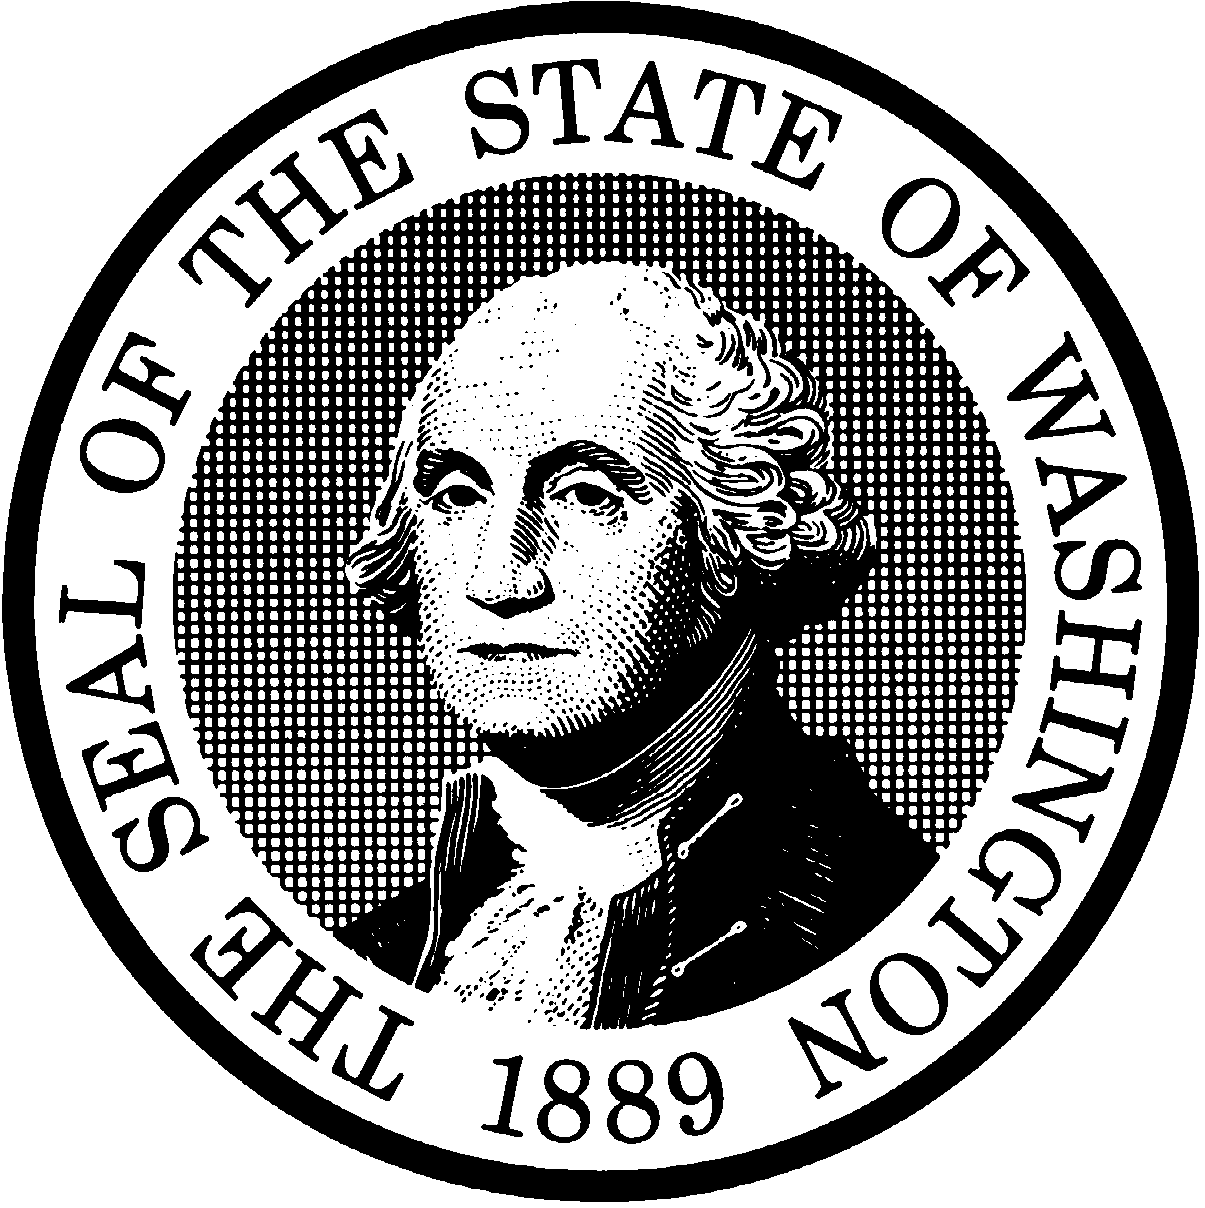 THE SEAL OF THE STATE OF WASHINGTON
1889